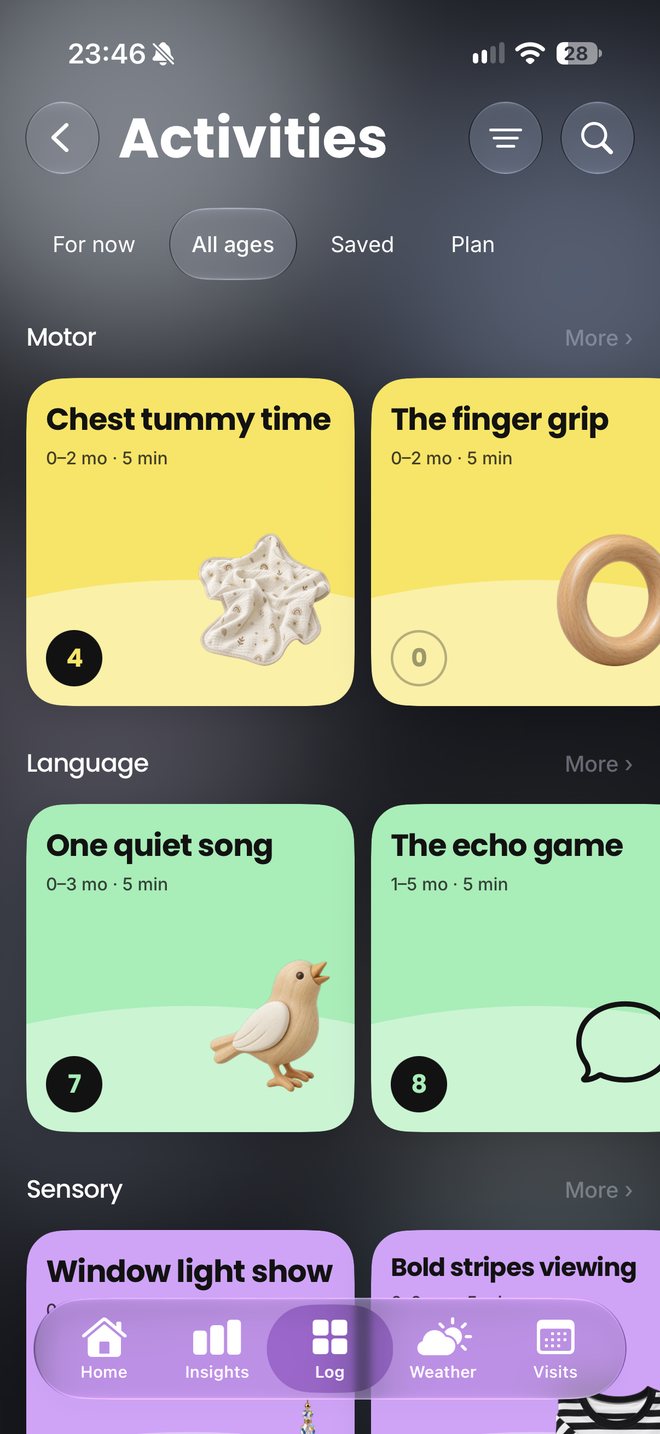 23:46
28
Activities
For now
All ages
Saved
Plan
Motor
More ›
Chest tummy time
0–2 mo · 5 min
4
The finger grip
0–2 mo · 5 min
0
Language
More ›
One quiet song
0–3 mo · 5 min
7
The echo game
1–5 mo · 5 min
8
Sensory
More ›
Window light show
Bold stripes viewing
Home
Insights
Log
Weather
Visits